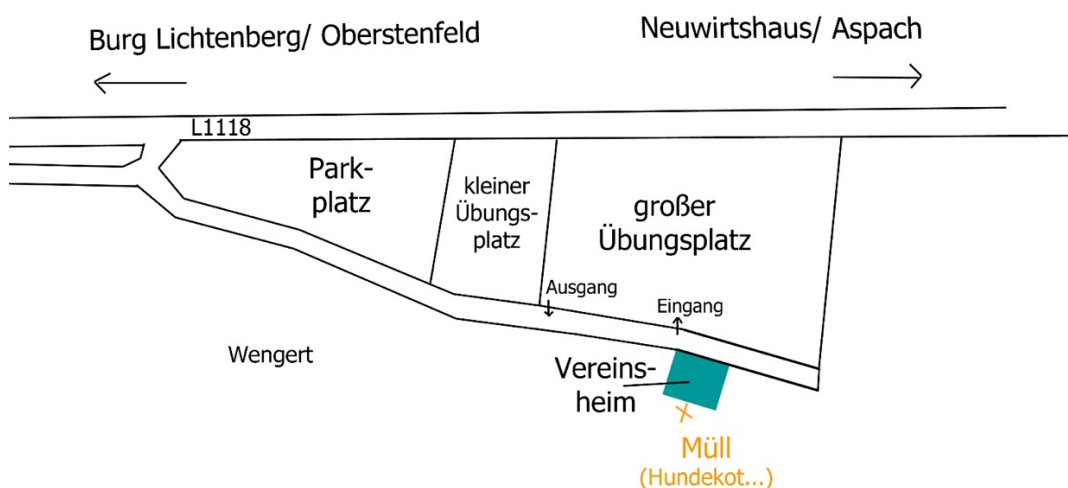 Burg Lichtenberg/ Oberstenfeld
Neuwirtshaus/ Aspach
L1118
Park-
platz
kleiner
Übungs-
platz
großer
Übungsplatz
Ausgang
Eingang
Wengert
Vereins-
heim
Müll
(Hundekot...)